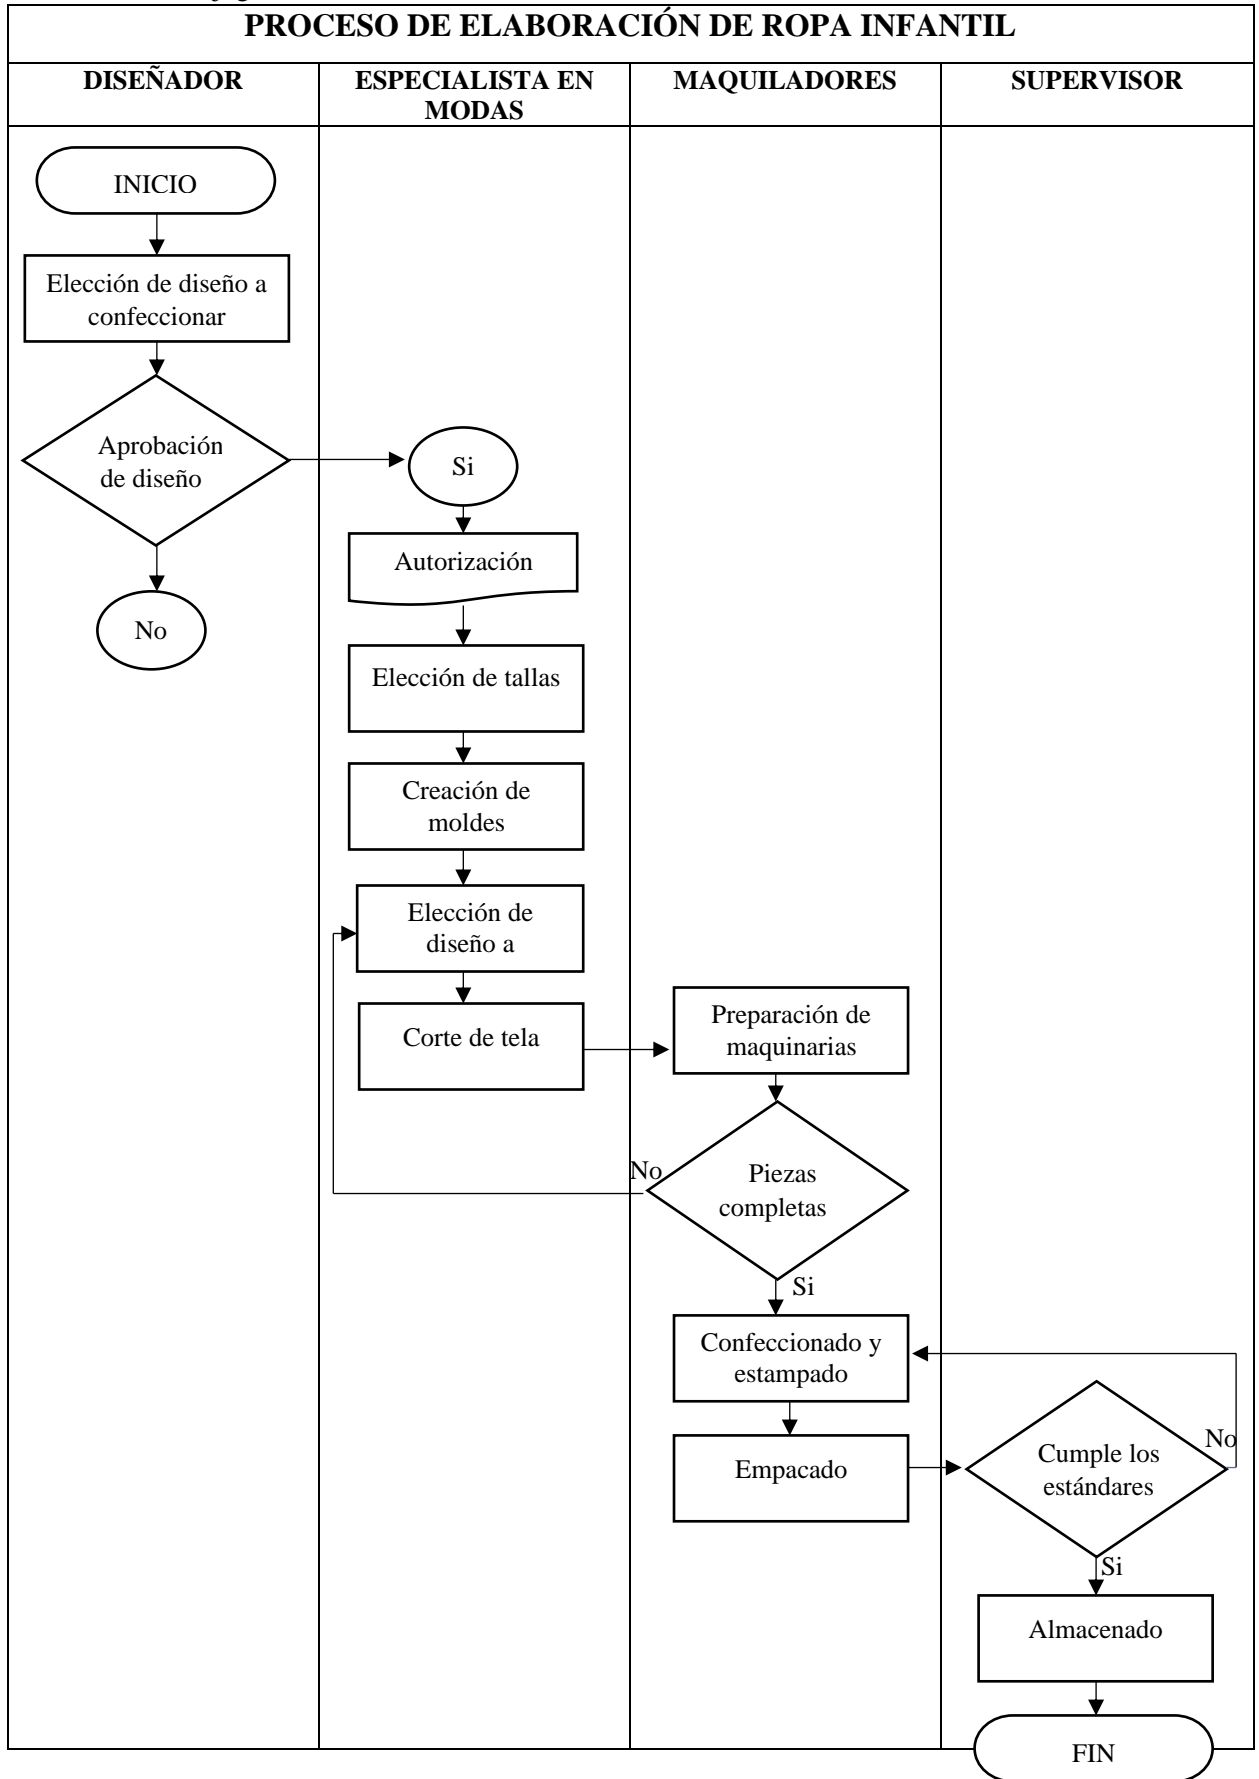 PROCESO DE ELABORACIÓN DE ROPA INFANTIL
DISEÑADOR
ESPECIALISTA EN
MODAS
MAQUILADORES
SUPERVISOR
INICIO
Elección de diseño a
confeccionar
Aprobación
de diseño
No
Si
Autorización
Elección de tallas
Creación de
moldes
Elección de
diseño a
Corte de tela
Preparación de
maquinarias
No
Piezas
completas
Si
Confeccionado y
estampado
Empacado
Cumple los
estándares
No
Si
Almacenado
FIN